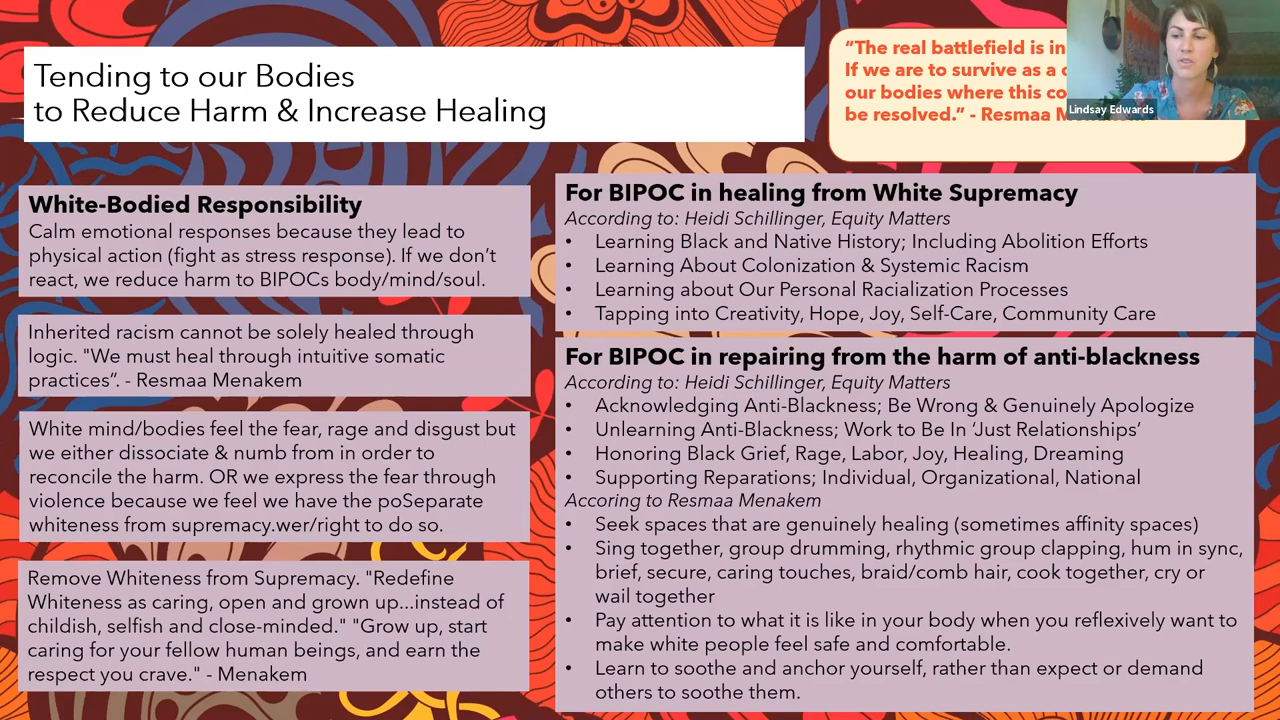 Tending to our Bodies
to Reduce Harm & Increase Healing
“The real battlefield is in
If we are to survive as a
our bodies where this co
be resolved.” - Resmaa M
Lindsay Edwards
White-Bodied Responsibility
Calm emotional responses because they lead to
physical action (fight as stress response). If we don’t
react, we reduce harm to BIPOCs body/mind/soul.
Inherited racism cannot be solely healed through
logic. "We must heal through intuitive somatic
practices”. - Resmaa Menakem
White mind/bodies feel the fear, rage and disgust but
we either dissociate & numb from in order to
reconcile the harm. OR we express the fear through
violence because we feel we have the poSeparate
whiteness from supremacy.wer/right to do so.
Remove Whiteness from Supremacy. "Redefine
Whiteness as caring, open and grown up...instead of
childish, selfish and close-minded." "Grow up, start
caring for your fellow human beings, and earn the
respect you crave." - Menakem
For BIPOC in healing from White Supremacy
According to: Heidi Schillinger, Equity Matters
• Learning Black and Native History; Including Abolition Efforts
• Learning About Colonization & Systemic Racism
• Learning about Our Personal Racialization Processes
• Tapping into Creativity, Hope, Joy, Self-Care, Community Care
For BIPOC in repairing from the harm of anti-blackness
According to: Heidi Schillinger, Equity Matters
• Acknowledging Anti-Blackness; Be Wrong & Genuinely Apologize
• Unlearning Anti-Blackness; Work to Be In ‘Just Relationships’
• Honoring Black Grief, Rage, Labor, Joy, Healing, Dreaming
• Supporting Reparations; Individual, Organizational, National
Accoring to Resmaa Menakem
• Seek spaces that are genuinely healing (sometimes affinity spaces)
• Sing together, group drumming, rhythmic group clapping, hum in sync,
brief, secure, caring touches, braid/comb hair, cook together, cry or
wail together
• Pay attention to what it is like in your body when you reflexively want to
make white people feel safe and comfortable.
• Learn to soothe and anchor yourself, rather than expect or demand
others to soothe them.